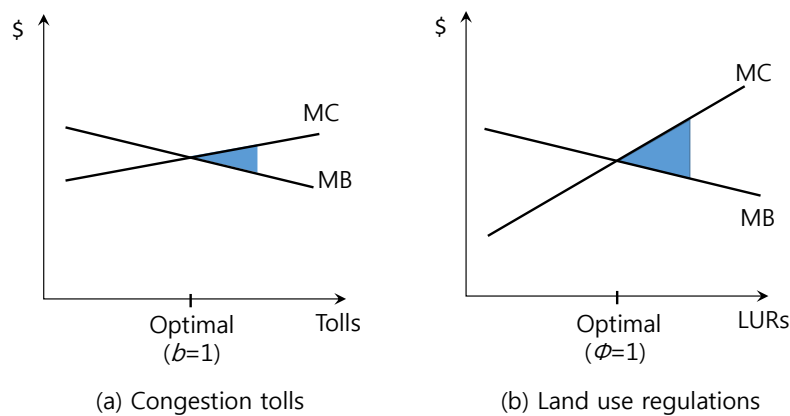 $
MC
MB
Optimal
(b=1)
Tolls
(a) Congestion tolls
$
MC
MB
Optimal
(Φ=1)
LURs
(b) Land use regulations